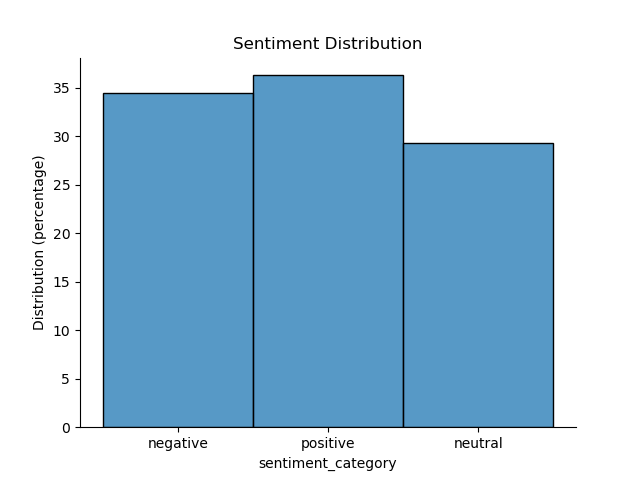 Sentiment Distribution
Distribution (percentage)
35
30
25
20
15
10
5
0
negative
positive
neutral
sentiment_category